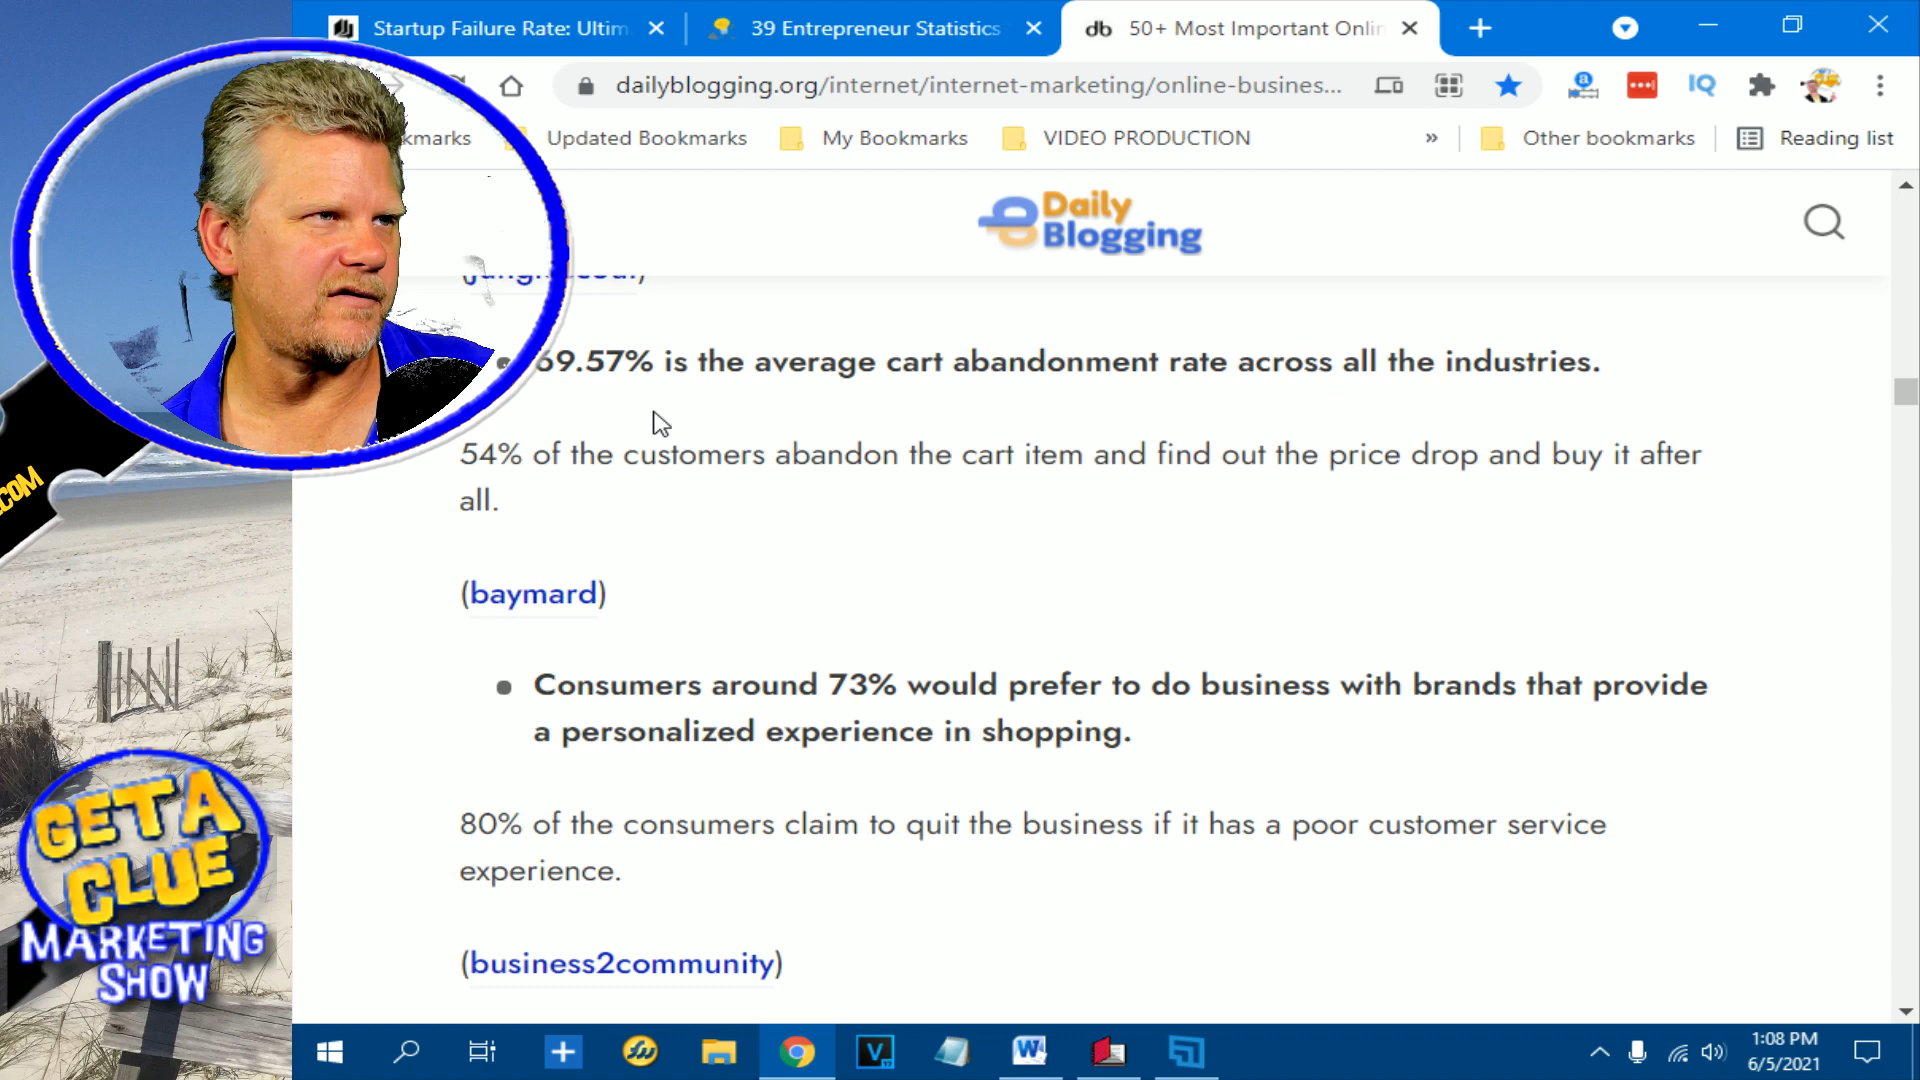 Startup Failure Rate: Ultim
39 Entrepreneur Statistics
db 50+ Most Important Onlin
dailyblogging.org/internet/internet-marketing/online-busines...
IQ
kmarks
Updated Bookmarks
My Bookmarks
VIDEO PRODUCTION
»
Other bookmarks
Reading list
Daily
Blogging
69.57% is the average cart abandonment rate across all the industries.
54% of the customers abandon the cart item and find out the price drop and buy it after
all.
(baymard)
• Consumers around 73% would prefer to do business with brands that provide
a personalized experience in shopping.
80% of the consumers claim to quit the business if it has a poor customer service
experience.
(business2community)
.COM
GET A
CLUE
MARKETING
SHOW
V
W
1:08 PM
6/5/2021